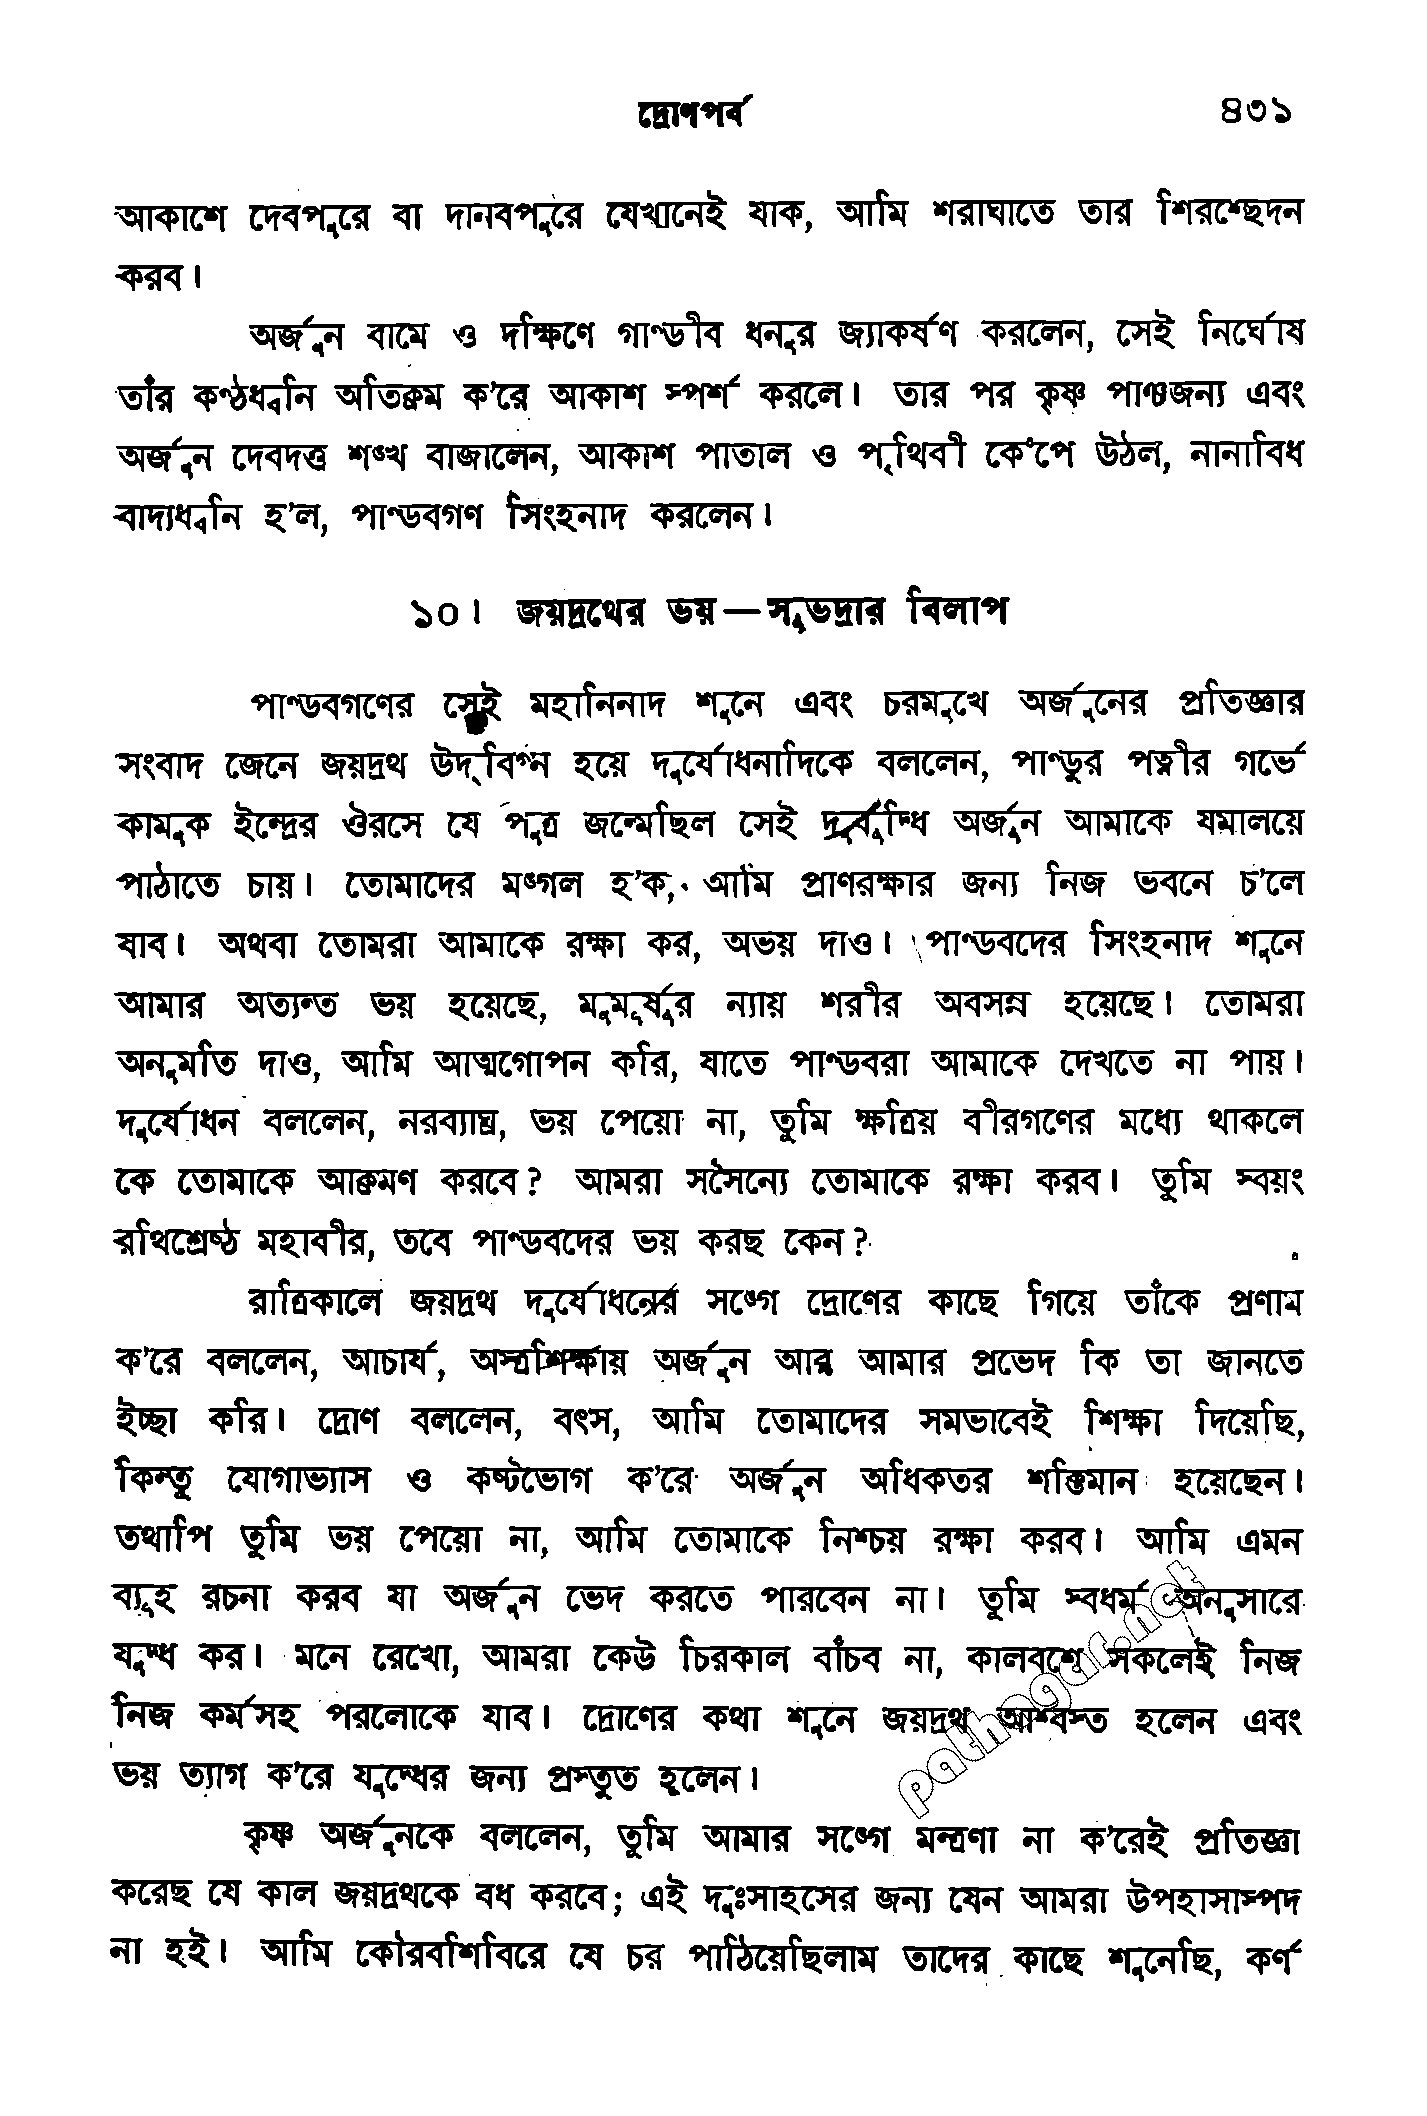 দ্রোণপর্ব ৪৩১
আকাশে দেবপুরে বা দানবপুরে যেখানেই যাক, আমি শরাঘাতে তার শিরশ্ছেদন
করব।
অর্জুন বামে ও দক্ষিণে গাণ্ডীব ধনুর জ্যাকর্ষণ করলেন, সেই নির্ঘোষ
তাঁর কণ্ঠধ্বনি অতিক্রম ক’রে আকাশ স্পর্শ করলে। তার পর কৃষ্ণ পাঞ্চজন্য এবং
অর্জুন দেবদত্ত শঙ্খ বাজালেন, আকাশ পাতাল ও পৃথিবী কেঁপে উঠল, নানাবিধ
বাদ্যধ্বনি হ’ল, পাণ্ডবগণ সিংহনাদ করলেন।
১০। জয়দ্রথের ভয়—সুভদ্রার বিলাপ
পাণ্ডবগণের সেই মহানিনাদ শুনে এবং চরমুখে অর্জুনের প্রতিজ্ঞার
সংবাদ জেনে জয়দ্রথ উদ্‌বিগ্ন হয়ে দুর্যোধনাদিকে বললেন, পাণ্ডুর পত্নীর গর্ভে
কামুক ইন্দ্রের ঔরসে যে পুত্র জন্মেছিল সেই দুর্বুদ্ধি অর্জুন আমাকে যমালয়ে
পাঠাতে চায়। তোমাদের মঙ্গল হ’ক, আমি প্রাণরক্ষার জন্য নিজ ভবনে চ’লে
যাব। অথবা তোমরা আমাকে রক্ষা কর, অভয় দাও। পাণ্ডবদের সিংহনাদ শুনে
আমার অত্যন্ত ভয় হয়েছে, মুমূর্ষুর ন্যায় শরীর অবসন্ন হয়েছে। তোমরা
অনুমতি দাও, আমি আত্মগোপন করি, যাতে পাণ্ডবরা আমাকে দেখতে না পায়।
দুর্যোধন বললেন, নরব্যাঘ্র, ভয় পেয়ো না, তুমি ক্ষত্রিয় বীরগণের মধ্যে থাকলে
কে তোমাকে আক্রমণ করবে? আমরা সসৈন্যে তোমাকে রক্ষা করব। তুমি স্বয়ং
রথিশ্রেষ্ঠ মহাবীর, তবে পাণ্ডবদের ভয় করছ কেন?
রাত্রিকালে জয়দ্রথ দুর্যোধনের সঙ্গে দ্রোণের কাছে গিয়ে তাঁকে প্রণাম
ক’রে বললেন, আচার্য, অস্ত্রশিক্ষায় অর্জুন আর আমার প্রভেদ কি তা জানতে
ইচ্ছা করি। দ্রোণ বললেন, বৎস, আমি তোমাদের সমভাবেই শিক্ষা দিয়েছি,
কিন্তু যোগাভ্যাস ও কষ্টভোগ ক’রে অর্জুন অধিকতর শক্তিমান হয়েছেন।
তথাপি তুমি ভয় পেয়ো না, আমি তোমাকে নিশ্চয় রক্ষা করব। আমি এমন
ব্যূহ রচনা করব যা অর্জুন ভেদ করতে পারবেন না। তুমি স্বধর্ম অনুসারে
যুদ্ধ কর। মনে রেখো, আমরা কেউ চিরকাল বাঁচব না, কালবশে সকলেই নিজ
নিজ কর্মসহ পরলোকে যাব। দ্রোণের কথা শুনে জয়দ্রথ আশ্বস্ত হলেন এবং
ভয় ত্যাগ ক’রে যুদ্ধের জন্য প্রস্তুত হলেন।
pathagar.net
কৃষ্ণ অর্জুনকে বললেন, তুমি আমার সঙ্গে মন্ত্রণা না ক’রেই প্রতিজ্ঞা
করেছ যে কাল জয়দ্রথকে বধ করবে; এই দুঃসাহসের জন্য যেন আমরা উপহাসাস্পদ
না হই। আমি কৌরবশিবিরে যে চর পাঠিয়েছিলাম তাদের কাছে শুনেছি, কর্ণ